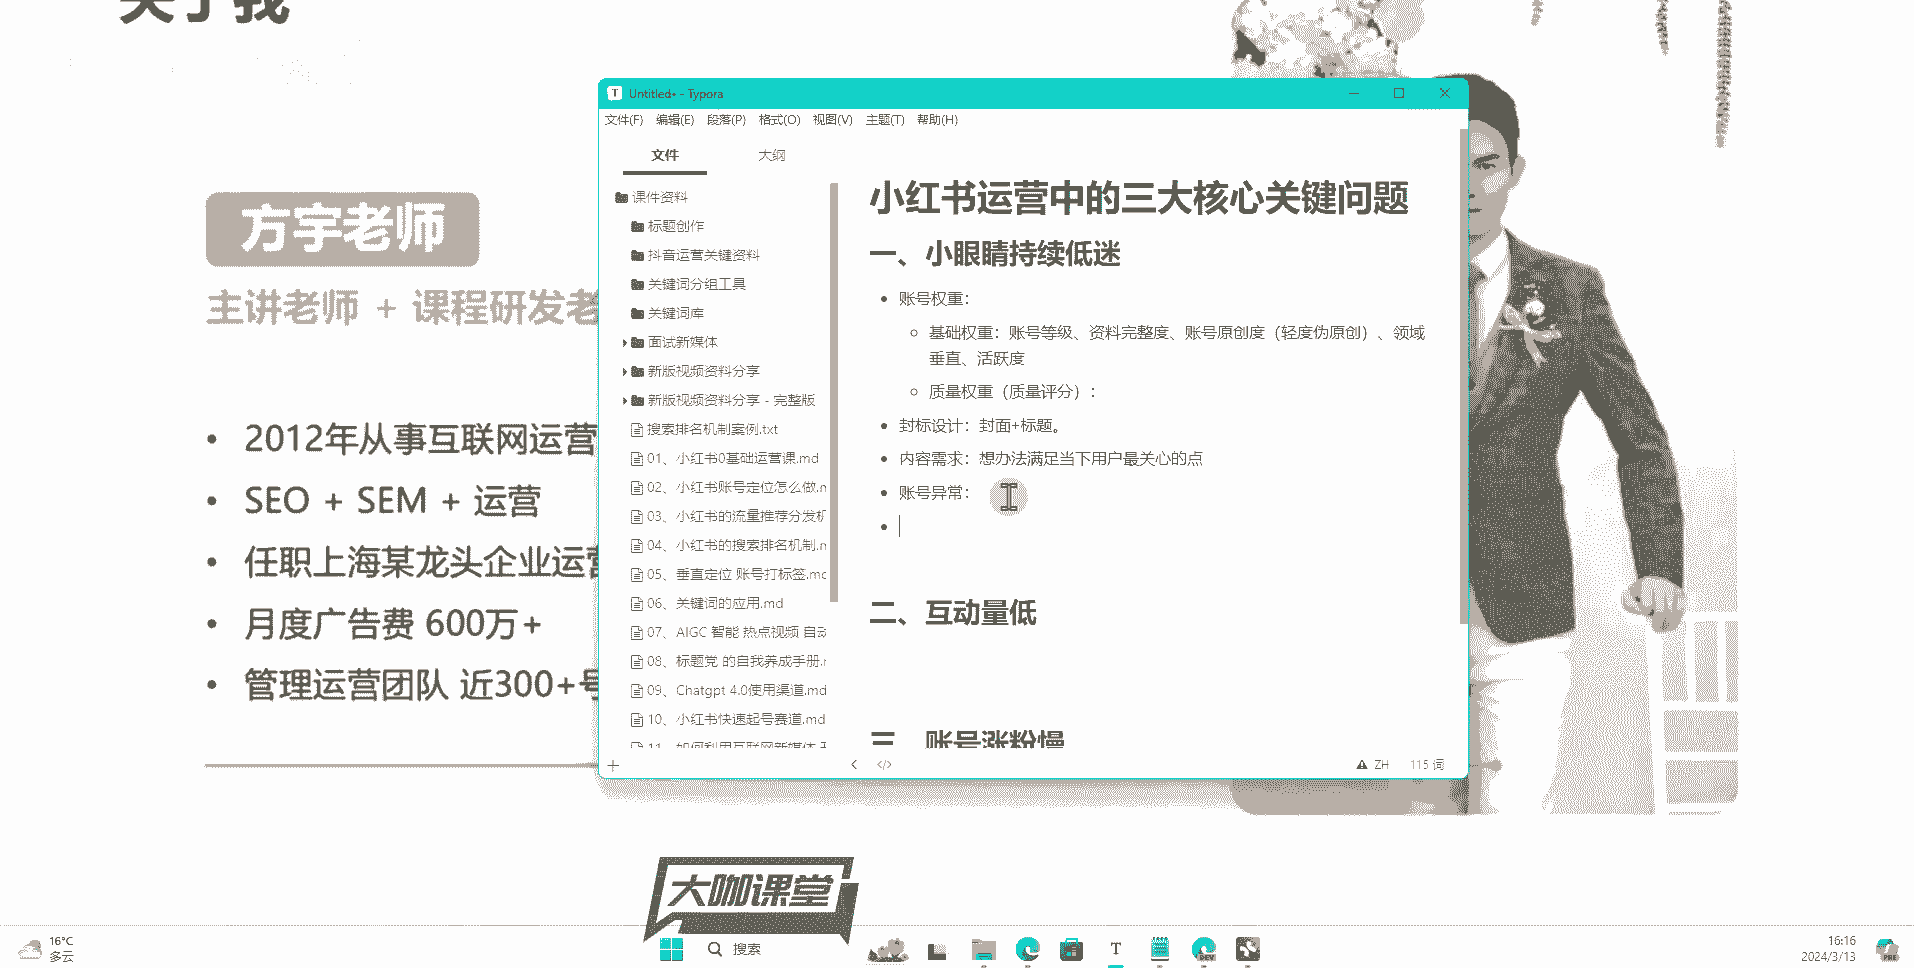 关于我
方宇老师
主讲老师 + 课程研发老
2012年从事互联网运营
SEO + SEM + 运营
任职上海某龙头企业运营
月度广告费 600万+
管理运营团队 近300+号
Untitled• - Typora
文件(F) 编辑(E) 段落(P) 格式(O) 视图(V) 主题(T) 帮助(H)
文件 大纲
课件资料
标题创作
抖音运营关键资料
关键词分组工具
关键词库
面试新媒体
新版视频资料分享
新版视频资料分享 - 完整版
搜索排名机制案例.txt
01、小红书0基础运营课.md
02、小红书账号定位怎么做.m
03、小红书的流量推荐分发机
04、小红书的搜索排名机制.m
05、垂直定位 账号打标签.md
06、关键词的应用.md
07、AIGC 智能 热点视频 自动
08、标题党 的自我养成手册.m
09、Chatgpt 4.0使用渠道.md
10、小红书快速起号赛道.md
11、如何利用互联网新媒体
小红书运营中的三大核心关键问题
一、小眼睛持续低迷
账号权重：
基础权重：账号等级、资料完整度、账号原创度（轻度伪原创）、领域
垂直、活跃度
质量权重（质量评分）：
封标设计：封面+标题。
内容需求：想办法满足当下用户最关心的点
账号异常：
二、互动量低
三、账号涨粉慢
ZH 115 词
大咖课堂
16°C
多云
搜索
16:16
2024/3/13